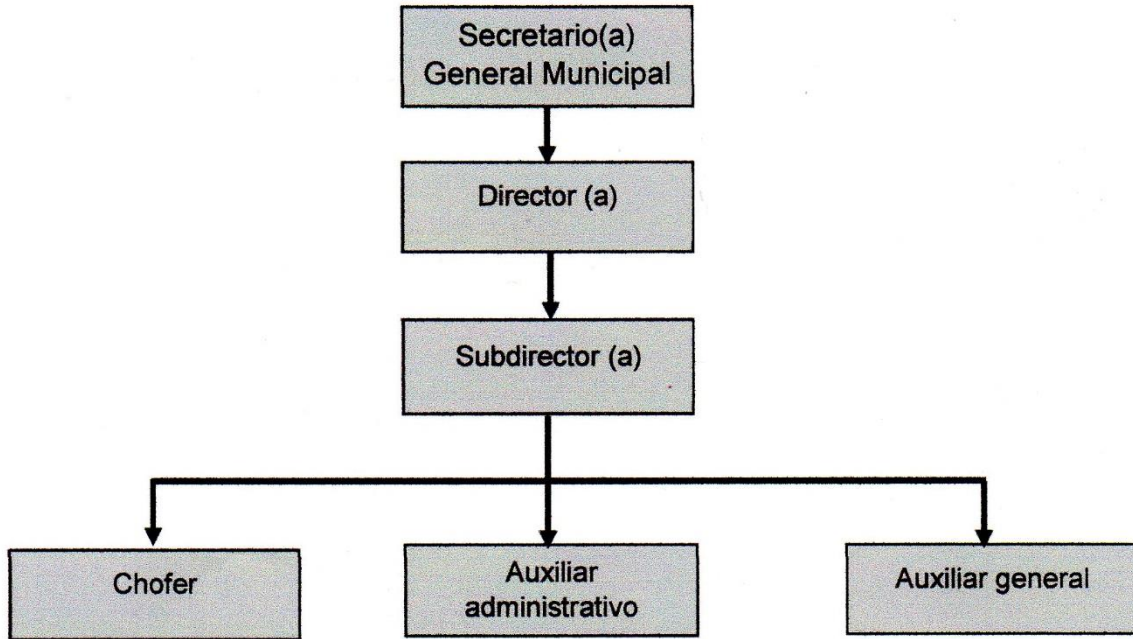 Secretario(a)
General Municipal
Director (a)
Subdirector (a)
Chofer
Auxiliar
administrativo
Auxiliar general